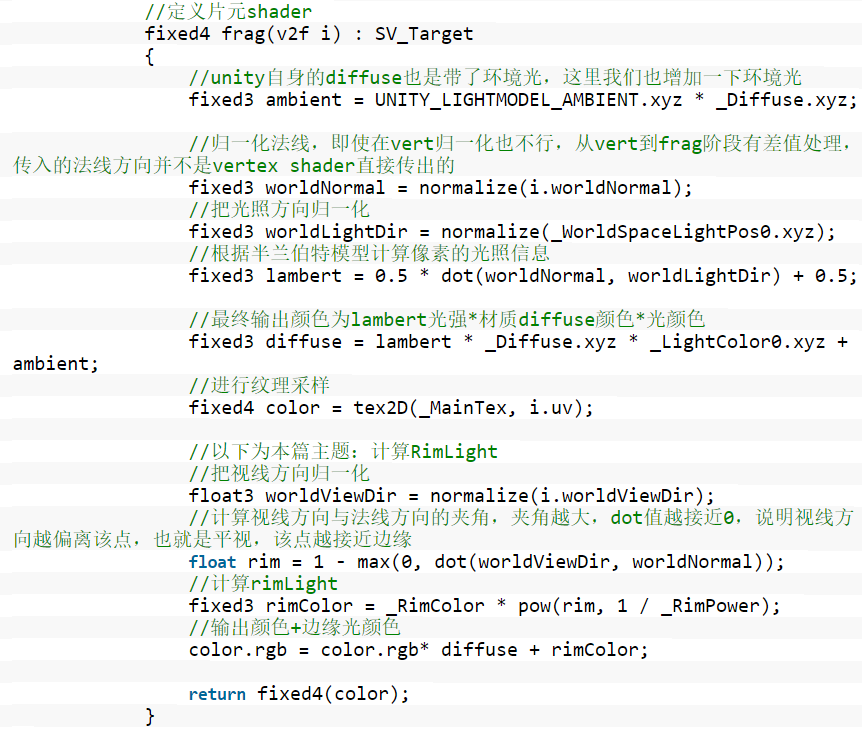 //定义片元shader
fixed4 frag(v2f i) : SV_Target
{
//unity自身的diffuse也是带了环境光，这里我们也增加一下环境光
fixed3 ambient = UNITY_LIGHTMODEL_AMBIENT.xyz * _Diffuse.xyz;
//归一化法线，即使在vert归一化也不行，从vert到frag阶段有差值处理，
传入的法线方向并不是vertex shader直接传出的
fixed3 worldNormal = normalize(i.worldNormal);
//把光照方向归一化
fixed3 worldLightDir = normalize(_WorldSpaceLightPos0.xyz);
//根据半兰伯特模型计算像素的光照信息
fixed3 lambert = 0.5 * dot(worldNormal, worldLightDir) + 0.5;
//最终输出颜色为lambert光强*材质diffuse颜色*光颜色
fixed3 diffuse = lambert * _Diffuse.xyz * _LightColor0.xyz +
ambient;
//进行纹理采样
fixed4 color = tex2D(_MainTex, i.uv);
//以下为本篇主题：计算RimLight
//把视线方向归一化
float3 worldViewDir = normalize(i.worldViewDir);
//计算视线方向与法线方向的夹角，夹角越大，dot值越接近0，说明视线方
向越偏离该点，也就是平视，该点越接近边缘
float rim = 1 - max(0, dot(worldViewDir, worldNormal));
//计算rimLight
fixed3 rimColor = _RimColor * pow(rim, 1 / _RimPower);
//输出颜色+边缘光颜色
color.rgb = color.rgb* diffuse + rimColor;
return fixed4(color);
}